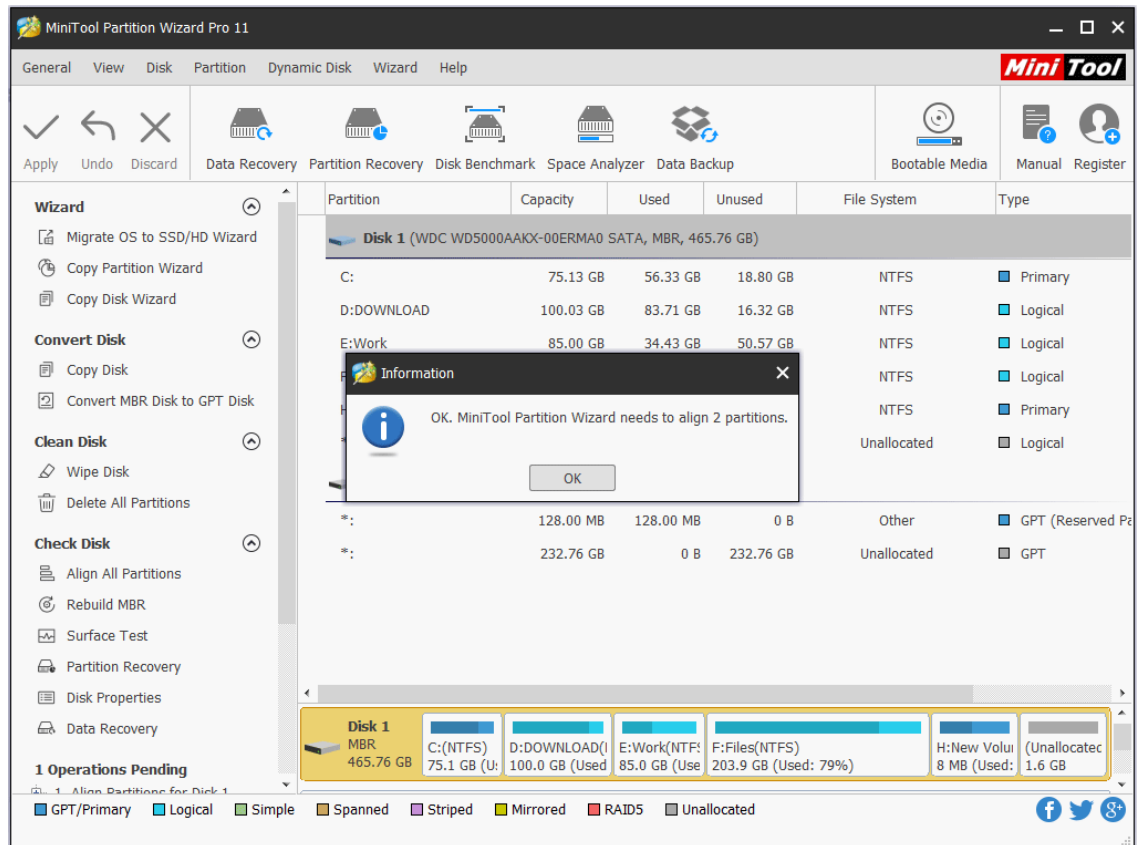 MiniTool Partition Wizard Pro 11
General View Disk Partition Dynamic Disk Wizard Help
Mini Tool
Apply Undo Discard Data Recovery Partition Recovery Disk Benchmark Space Analyzer Data Backup Bootable Media Manual Register
Wizard
Migrate OS to SSD/HD Wizard
Copy Partition Wizard
Copy Disk Wizard
Convert Disk
Copy Disk
Convert MBR Disk to GPT Disk
Clean Disk
Wipe Disk
Delete All Partitions
Check Disk
Align All Partitions
Rebuild MBR
Surface Test
Partition Recovery
Disk Properties
Data Recovery
1 Operations Pending
1. Align Partitions for Disk 1
Partition Capacity Used Unused File System Type
Disk 1 (WDC WD5000AAKX-00ERMA0 SATA, MBR, 465.76 GB)
C: 75.13 GB 56.33 GB 18.80 GB NTFS Primary
D:DOWNLOAD 100.03 GB 83.71 GB 16.32 GB NTFS Logical
E:Work 85.00 GB 34.43 GB 50.57 GB NTFS Logical
NTFS Logical
NTFS Primary
Unallocated Logical
Information
OK. MiniTool Partition Wizard needs to align 2 partitions.
OK
*: 128.00 MB 128.00 MB 0 B Other GPT (Reserved Pa
*: 232.76 GB 0 B 232.76 GB Unallocated GPT
Disk 1
MBR
465.76 GB
C:(NTFS)
75.1 GB (U:
D:DOWNLOAD(I
100.0 GB (Used
E:Work(NTFS
85.0 GB (Use
F:Files(NTFS)
203.9 GB (Used: 79%)
H:New Volu
8 MB (Used:
(Unallocated
1.6 GB
GPT/Primary Logical Simple Spanned Striped Mirrored RAID5 Unallocated